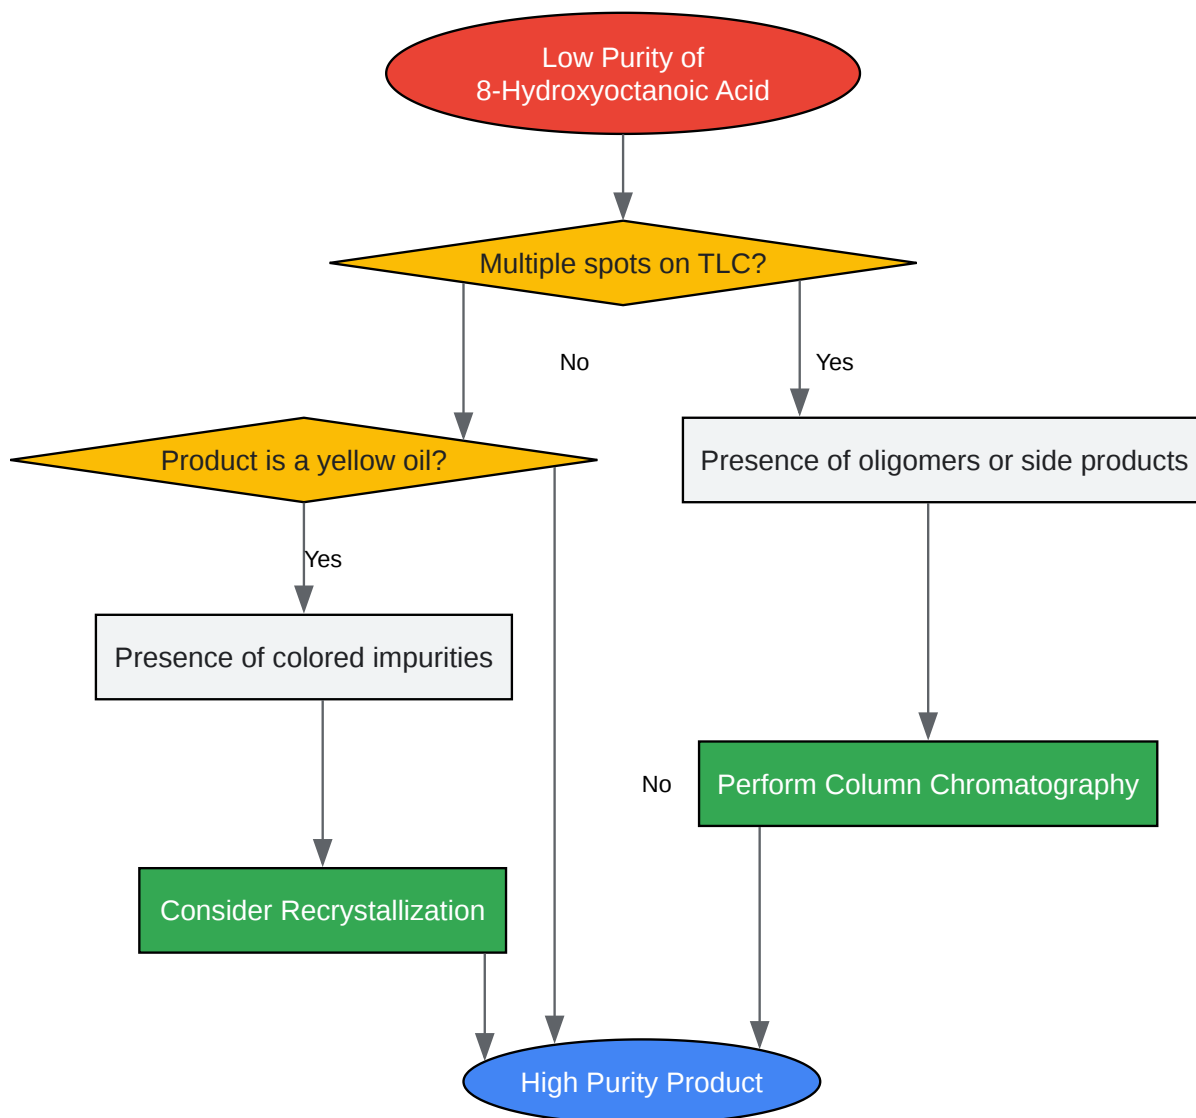 Low Purity of
8-Hydroxyoctanoic Acid
Multiple spots on TLC?
No
Yes
Product is a yellow oil?
Presence of oligomers or side products
Yes
Presence of colored impurities
No
Perform Column Chromatography
Consider Recrystallization
High Purity Product